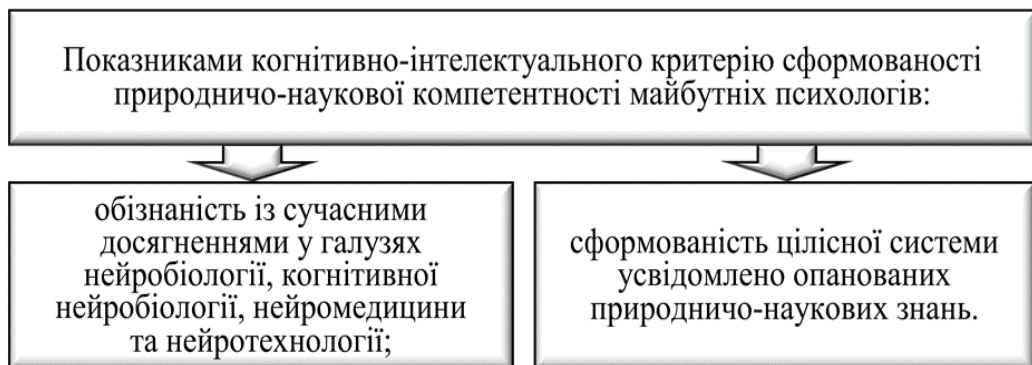 Показниками когнітивно-інтелектуального критерію сформованості
природничо-наукової компетентності майбутніх психологів:
обізнаність із сучасними
досягненнями у галузях
нейробіології, когнітивної
нейробіології, нейромедицини
та нейротехнології;
сформованість цілісної системи
усвідомлено опанованих
природничо-наукових знань.